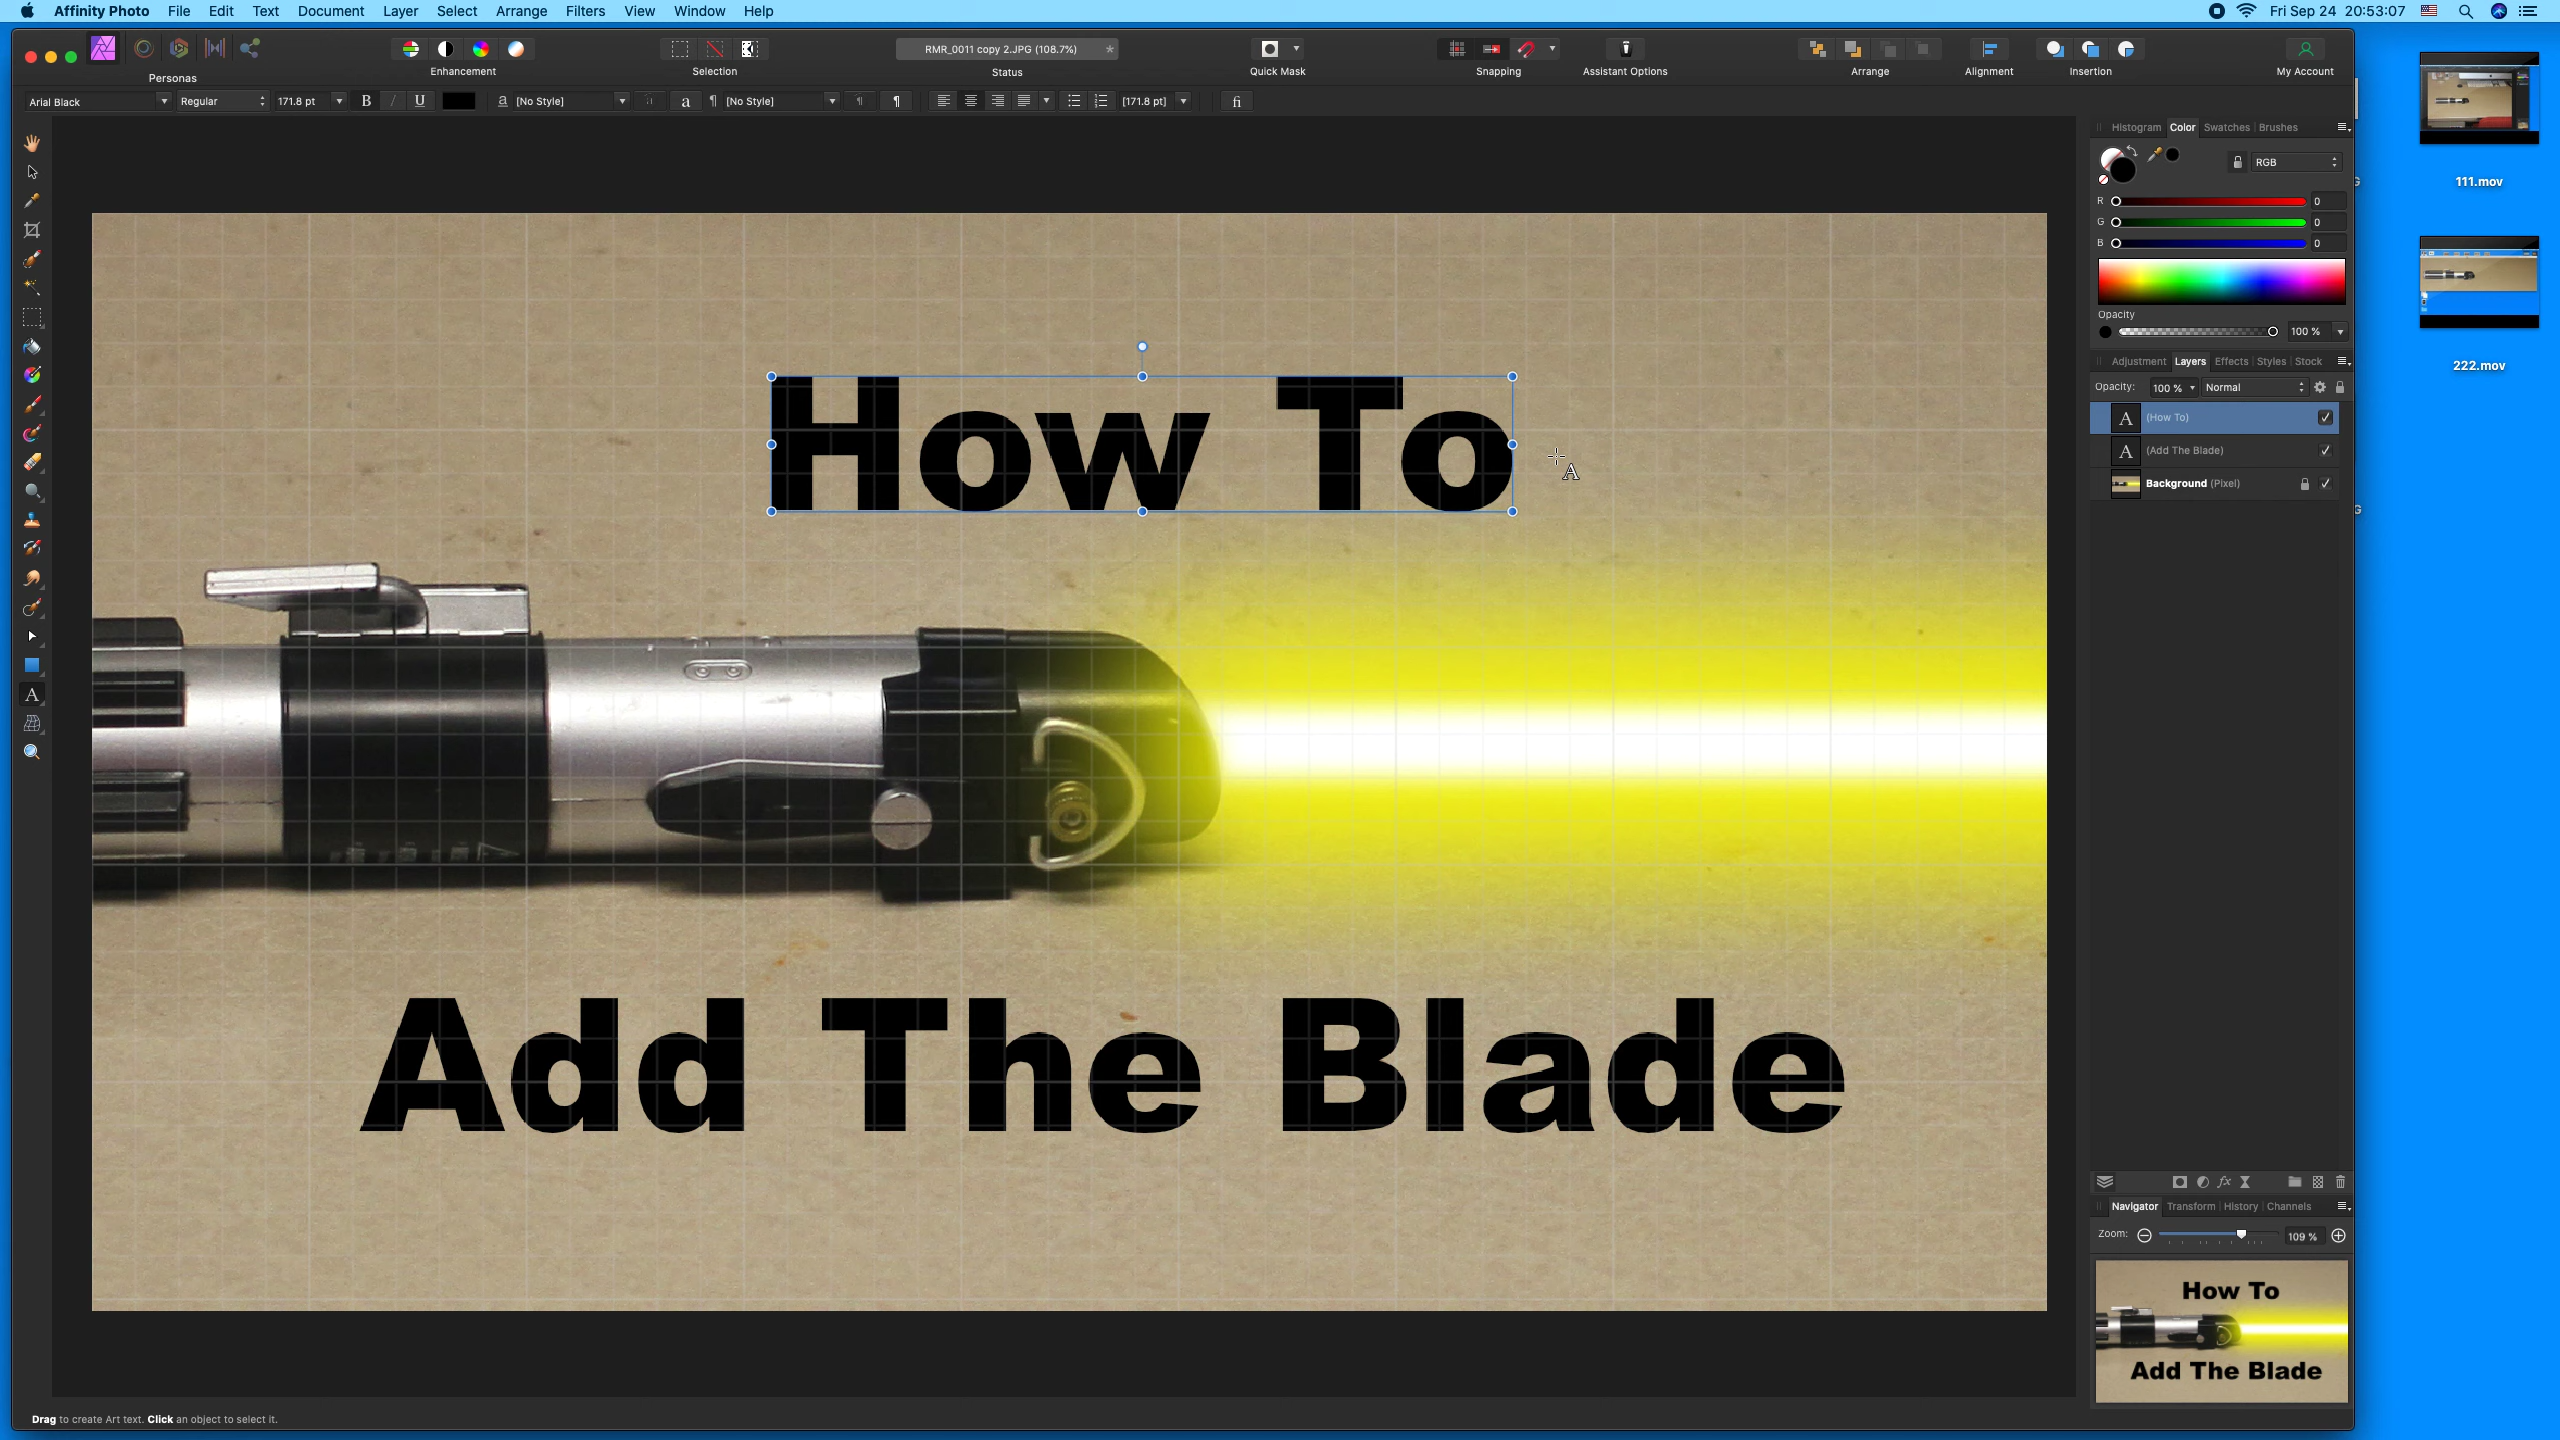 Affinity Photo File Edit Text Document Layer Select Arrange Filters View Window Help Fri Sep 24 20:53:07
RMR_0011 copy 2.JPG (108.7%) *
Personas Enhancement Selection Status Quick Mask Snapping Assistant Options Arrange Alignment Insertion My Account
Arial Black Regular 171.8 pt B I U a [No Style] a ¶ [No Style] ¶ [171.8 pt] fi
Histogram Color Swatches Brushes
RGB
R 0
G 0
B 0
Opacity
100 %
Adjustment Layers Effects Styles Stock
Opacity: 100 % Normal
A (How To)
A (Add The Blade)
Background (Pixel)
111.mov
222.mov
How To
Add The Blade
Navigator Transform History Channels
Zoom: 109 %
How To
Add The Blade
Drag to create Art text. Click an object to select it.